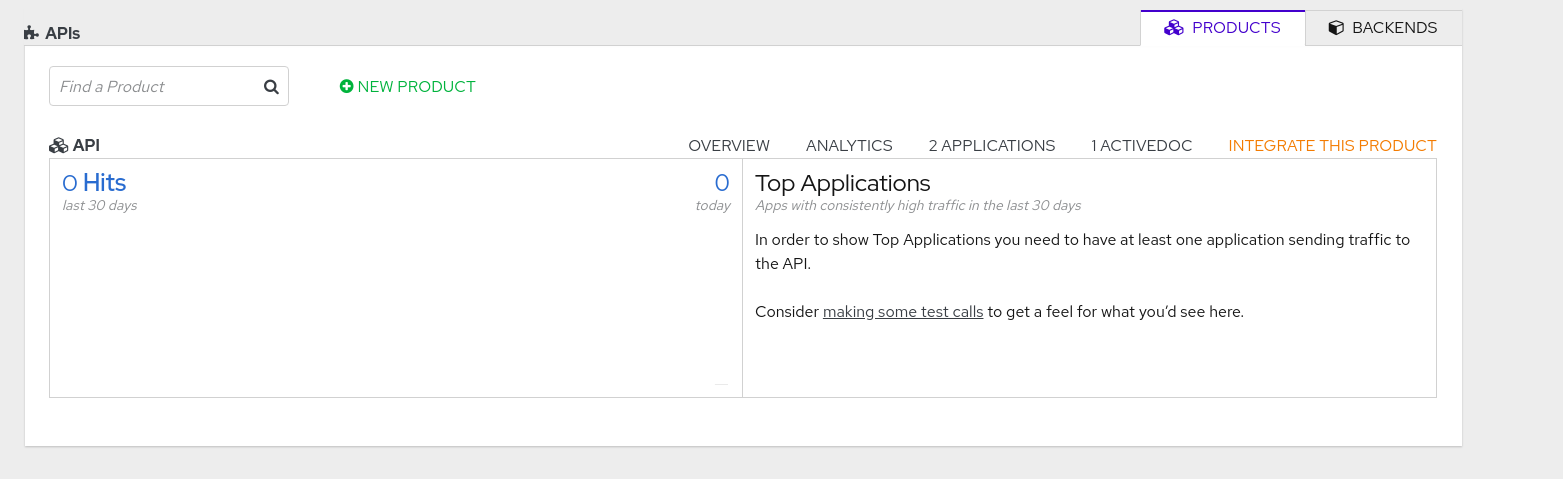 APIs
PRODUCTS
BACKENDS
Find a Product
NEW PRODUCT
API
OVERVIEW
ANALYTICS
2 APPLICATIONS
1 ACTIVEDOC
INTEGRATE THIS PRODUCT
0 Hits
last 30 days
0
today
Top Applications
Apps with consistently high traffic in the last 30 days
In order to show Top Applications you need to have at least one application sending traffic to
the API.
Consider making some test calls to get a feel for what you’d see here.